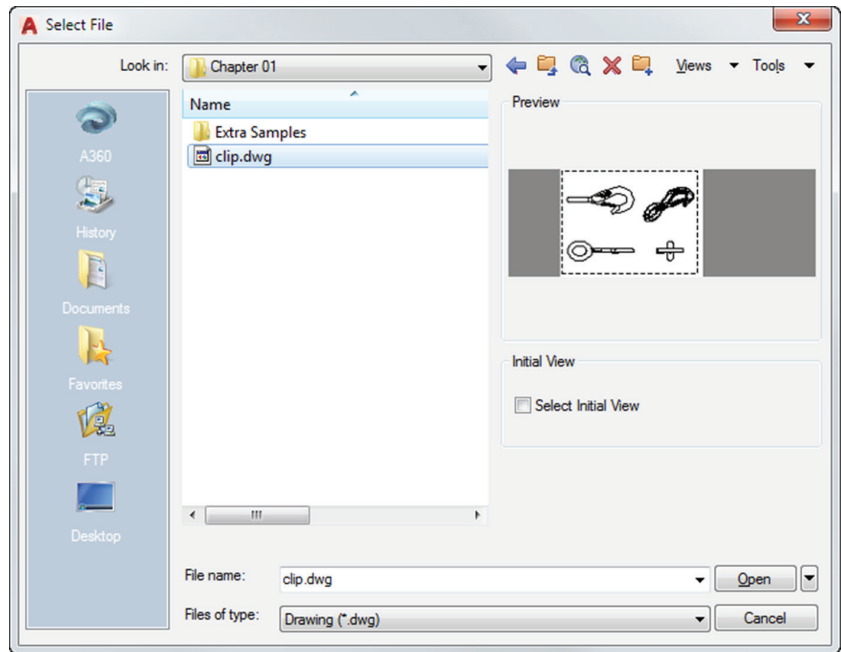 Select File
Look in: Chapter 01 Views Tools
Name
Extra Samples
clip.dwg
A360
History
Documents
Favorites
FTP
Desktop
Preview
Initial View
Select Initial View
File name: clip.dwg Open
Files of type: Drawing (*.dwg) Cancel